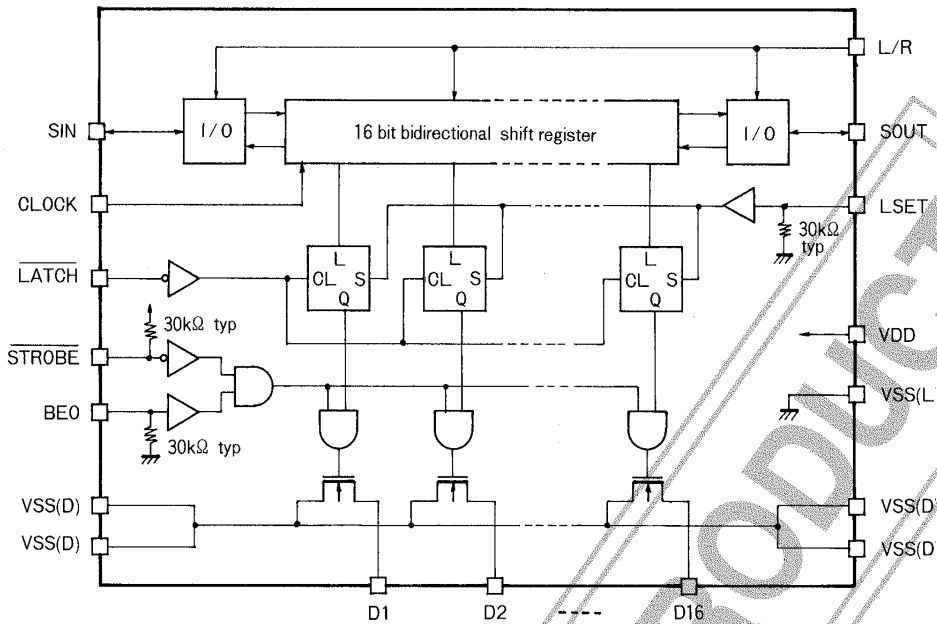 L/R
I/O
16 bit bidirectional shift register
I/O
SIN
SOUT
CLOCK
LSET
30kΩ typ
L
CL S
Q
L
CL S
Q
L
CL S
Q
LATCH
30kΩ typ
STROBE
VDD
BEO
VSS(L
30kΩ typ
VSS(D)
VSS(D
VSS(D)
VSS(D
D1
D2
D16
PRODUCT